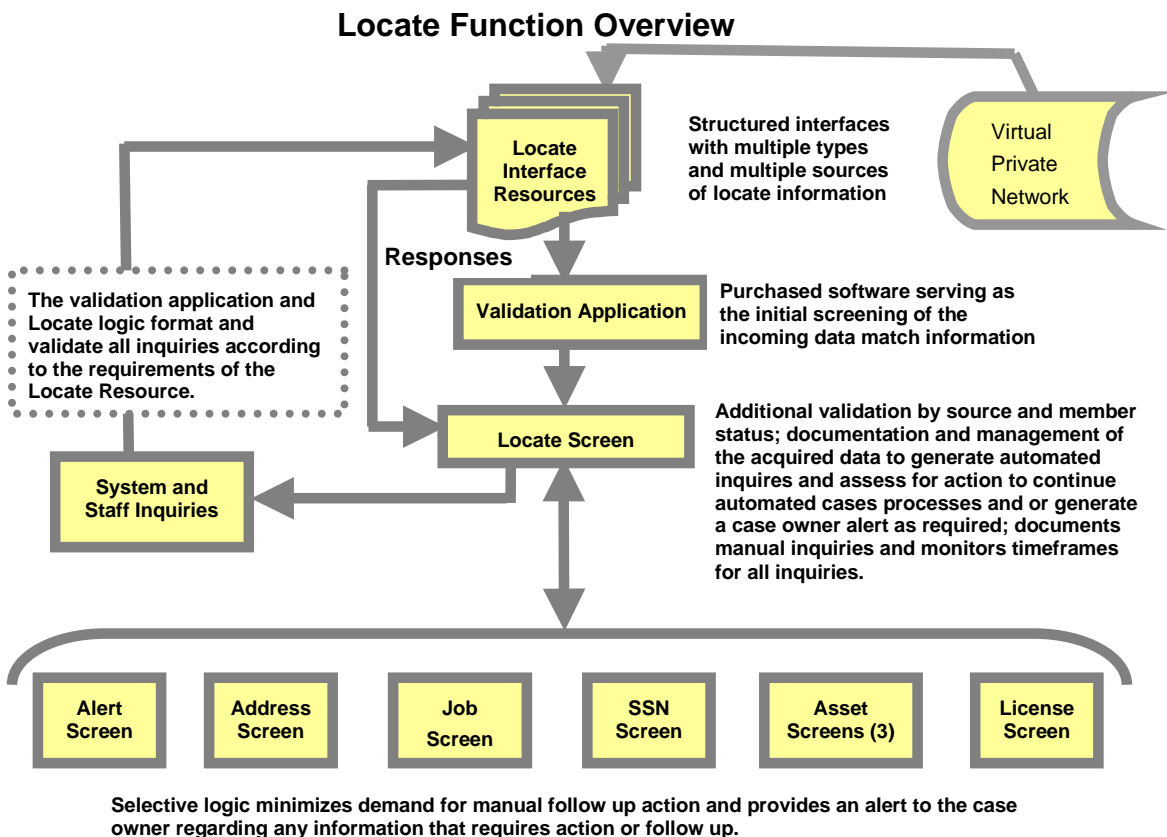 Locate Function Overview
Locate
Interface
Resources
Structured interfaces
with multiple types
and multiple sources
of locate information
Virtual
Private
Network
Responses
The validation application and
Locate logic format and
validate all inquiries according
to the requirements of the
Locate Resource.
Validation Application
Purchased software serving as
the initial screening of the
incoming data match information
Locate Screen
Additional validation by source and member
status; documentation and management of
the acquired data to generate automated
inquires and assess for action to continue
automated cases processes and or generate
a case owner alert as required; documents
manual inquiries and monitors timeframes
for all inquiries.
System and
Staff Inquiries
Alert
Screen
Address
Screen
Job
Screen
SSN
Screen
Asset
Screens (3)
License
Screen
Selective logic minimizes demand for manual follow up action and provides an alert to the case
owner regarding any information that requires action or follow up.